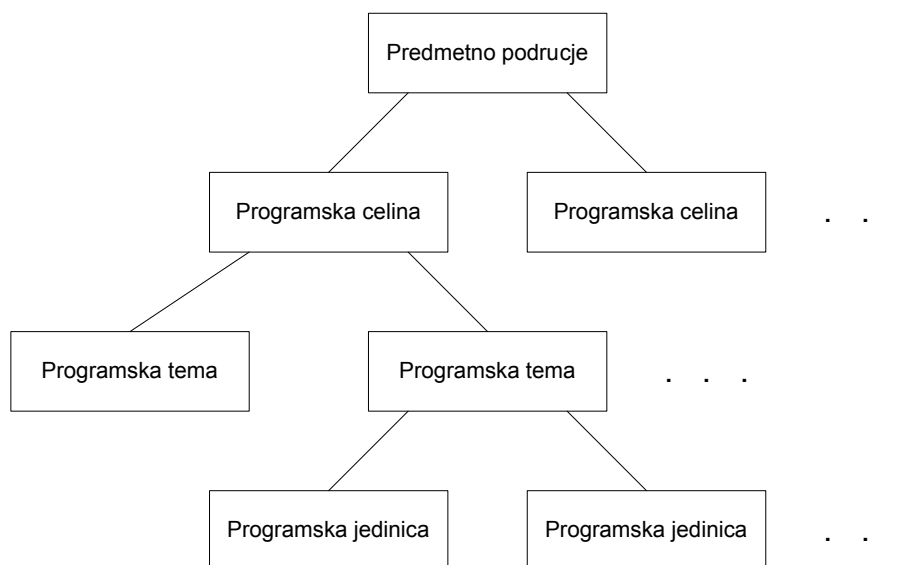 Predmetno podrucje
Programska celina
Programska celina
. .
Programska tema
Programska tema
. . .
Programska jedinica
Programska jedinica
. .